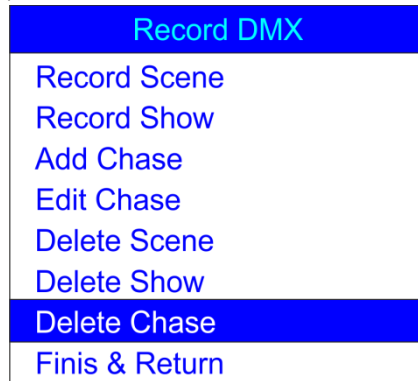 Record DMX
Record Scene
Record Show
Add Chase
Edit Chase
Delete Scene
Delete Show
Delete Chase
Finis & Return